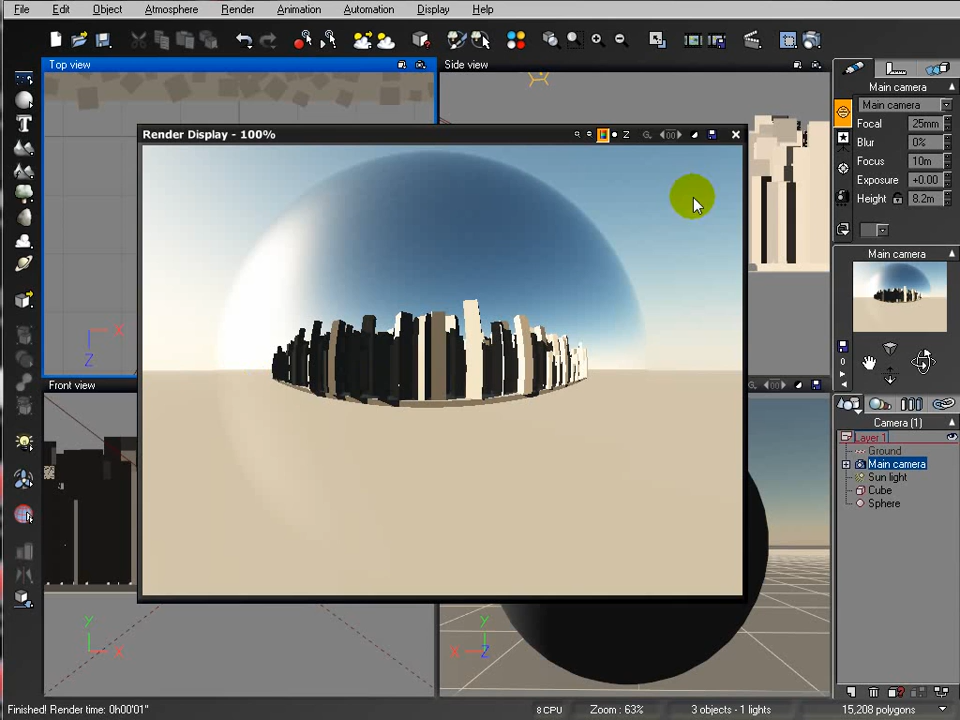 File Edit Object Atmosphere Render Animation Automation Display Help
Top view
Side view
Main camera
Main camera
Focal 25mm
Blur 0%
Focus 10m
Exposure +0.00
Height 8.2m
Render Display - 100%
Main camera
Front view
Camera (1)
Layer 1
Ground
Main camera
Sun light
Cube
Sphere
X
Z
Y
X
Y
X
Z
Finished! Render time: 0h00'01" 8 CPU Zoom : 63% 3 objects - 1 lights 15,208 polygons